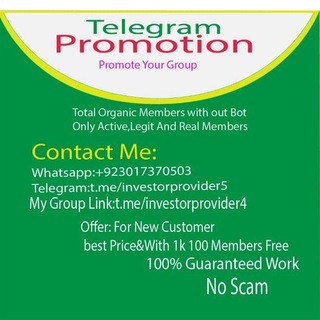 Telegram
Promotion
Promote Your Group
Total Organic Members with out Bot
Only Active,Legit And Real Members
Contact Me:
Whatsapp:+923017370503
Telegram:t.me/investorprovider5
My Group Link:t.me/investorprovider4
Offer: For New Customer
best Price&With 1k 100 Members Free
100% Guaranteed Work
No Scam